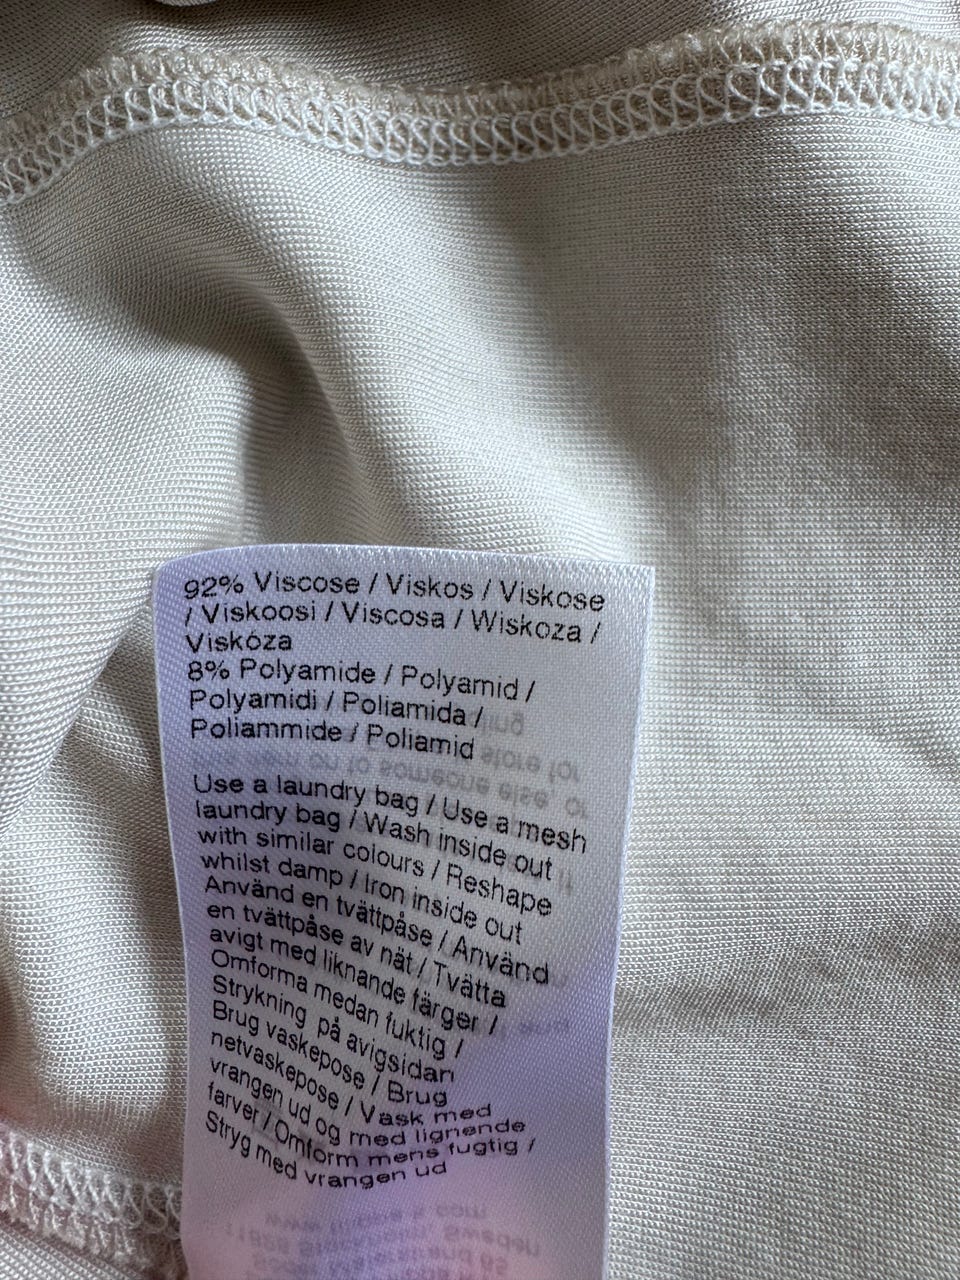 92% Viscose / Viskos / Viskose
/ Viskoosi / Viscosa / Wiskoza /
Viskóza
8% Polyamide / Polyamid /
Polyamidi / Poliamida /
Poliammide / Poliamid
Use a laundry bag / Use a mesh
laundry bag / Wash inside out
with similar colours / Reshape
whilst damp / Iron inside out
Använd en tvättpåse / Använd
en tvättpåse av nät / Tvätta
avigt med liknande färger /
Omforma medan fuktig /
Strykning på avigsidan
Brug vaskepose / Brug
netvaskepose / Vask med
vrangen ud og med lignende
farver / Omform mens fugtig /
Stryg med vrangen ud